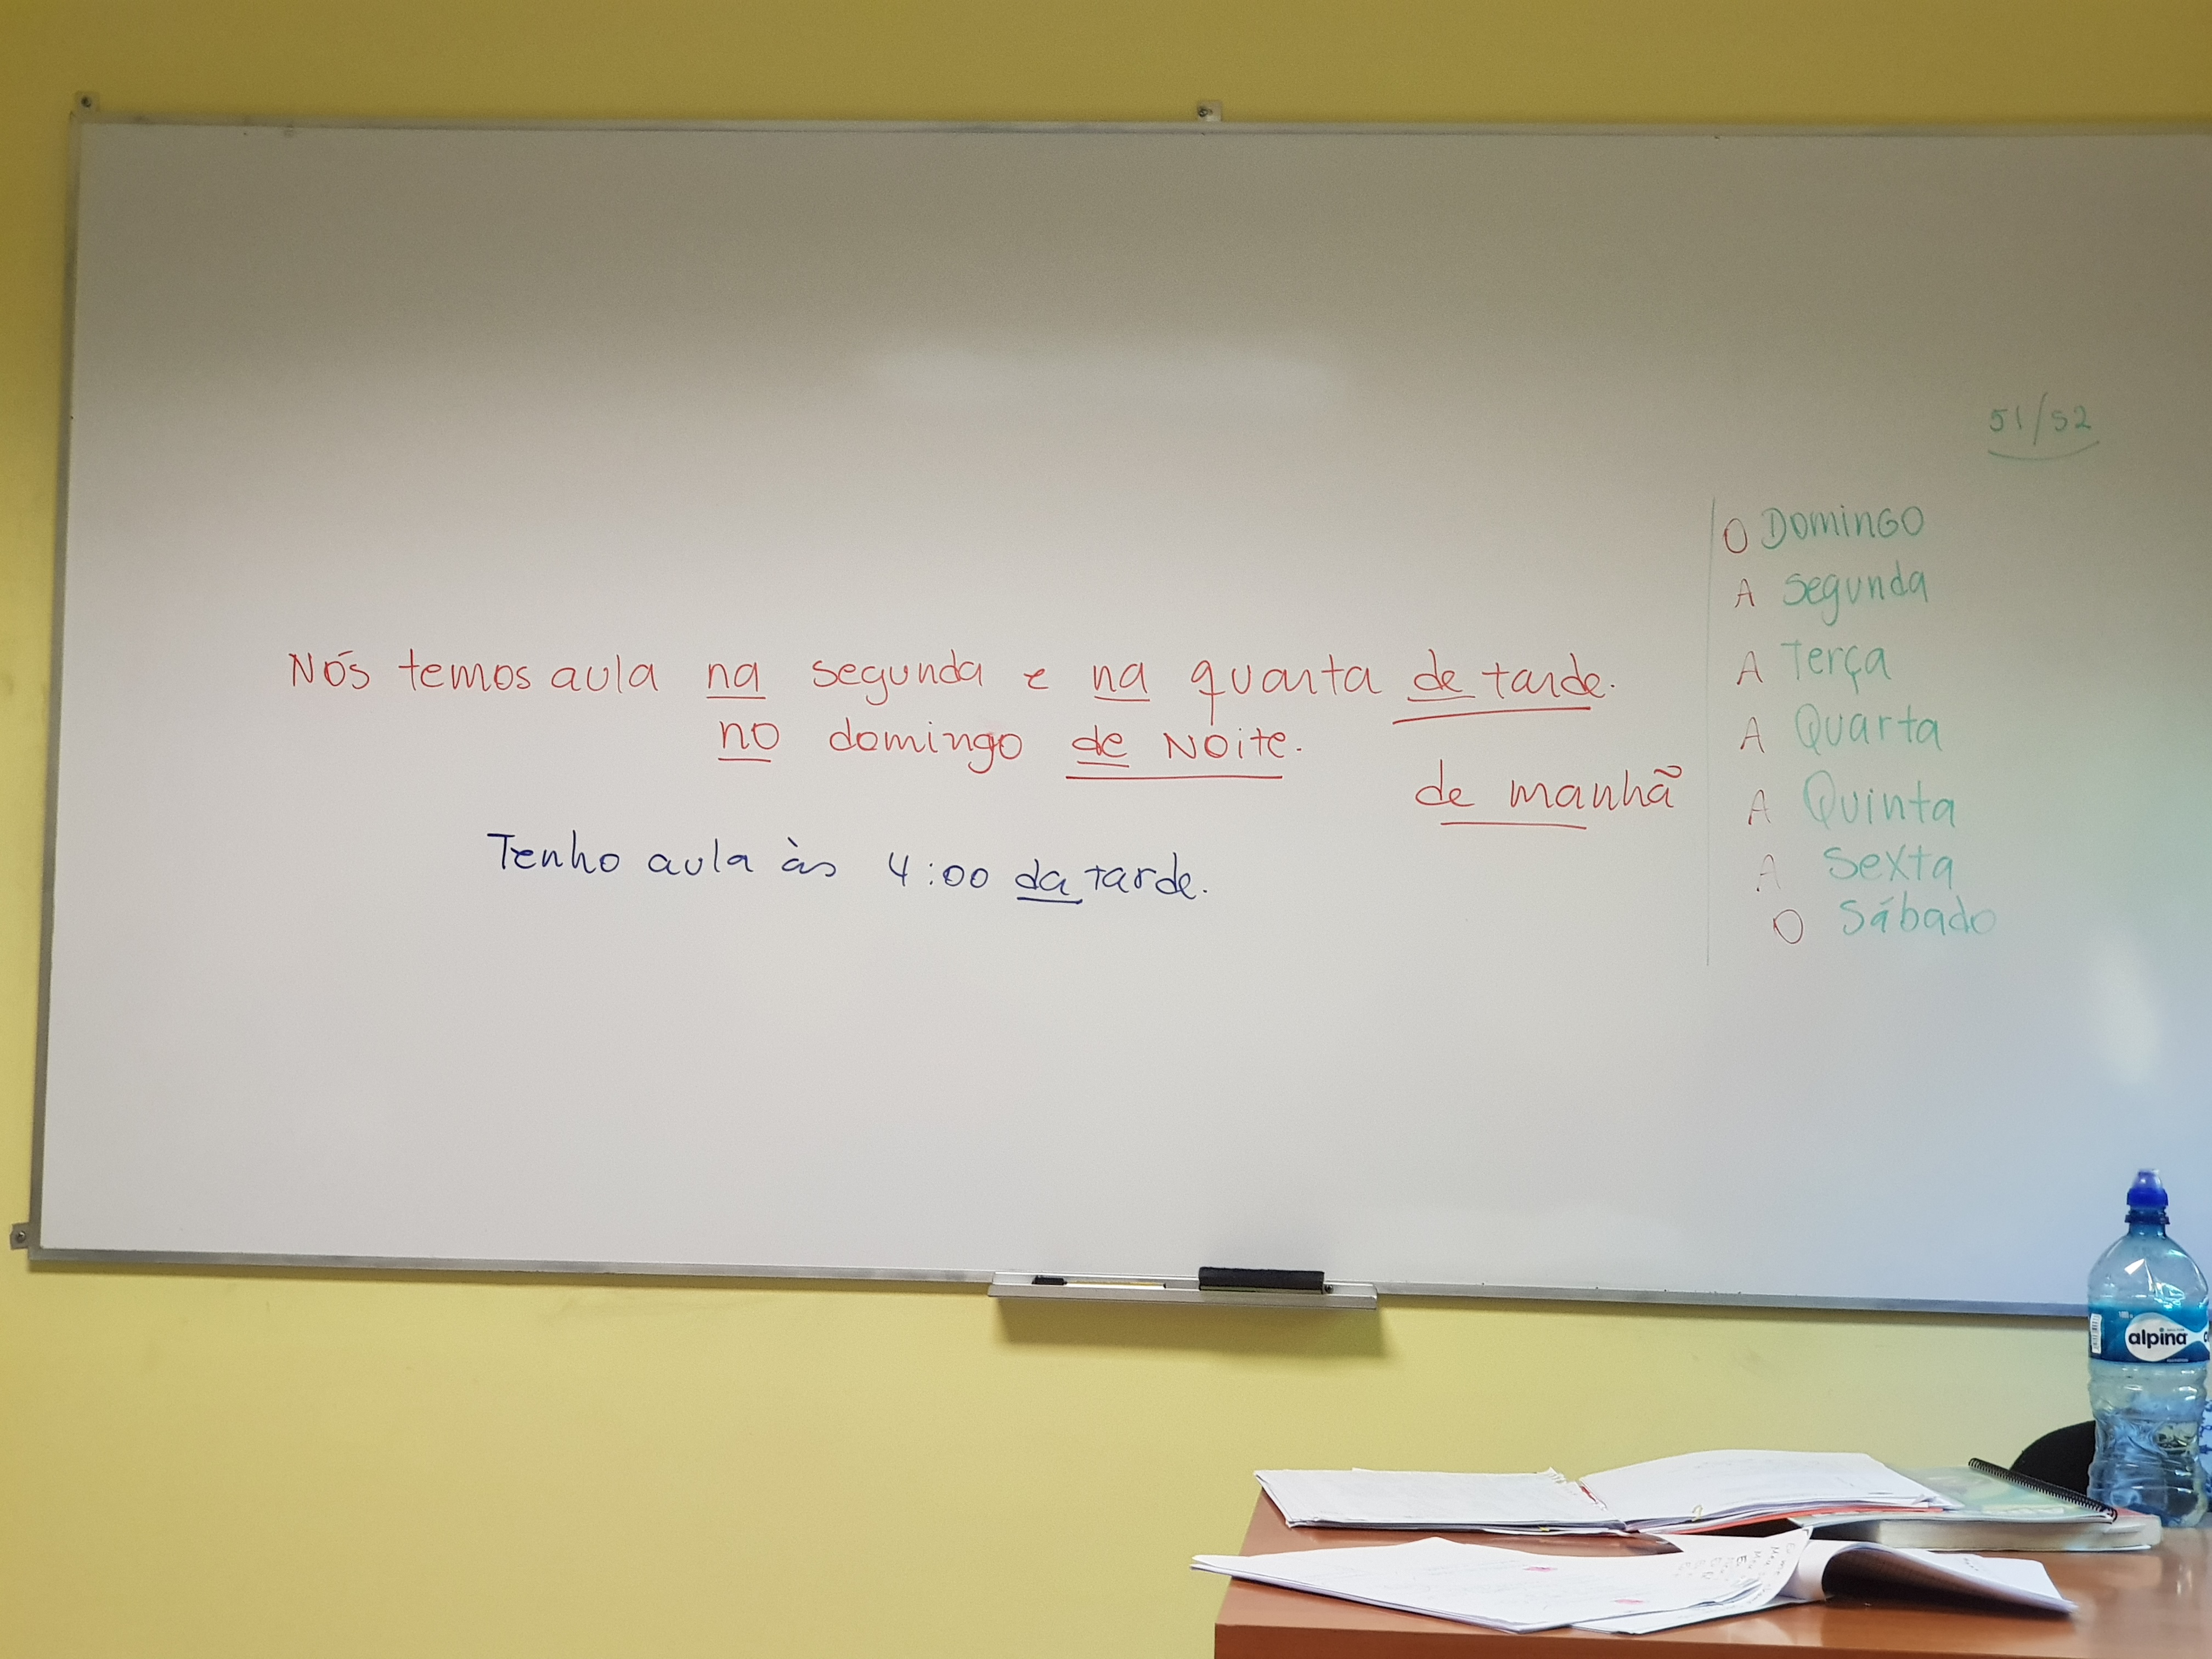 51/52
O Domingo
A Segunda
A Terça
A Quarta
A Quinta
A Sexta
O Sábado
Nós temos aula na segunda e na quarta de tarde.
no domingo de Noite.
de manhã
Tenho aula às 4:00 da tarde.
alpina